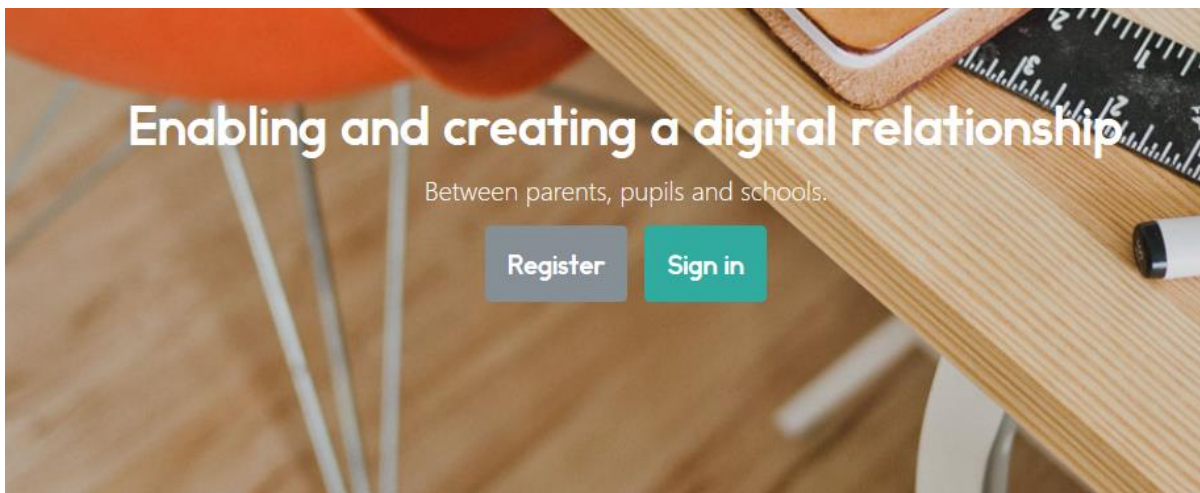 Enabling and creating a digital relationship
Between parents, pupils and schools.
Register
Sign in